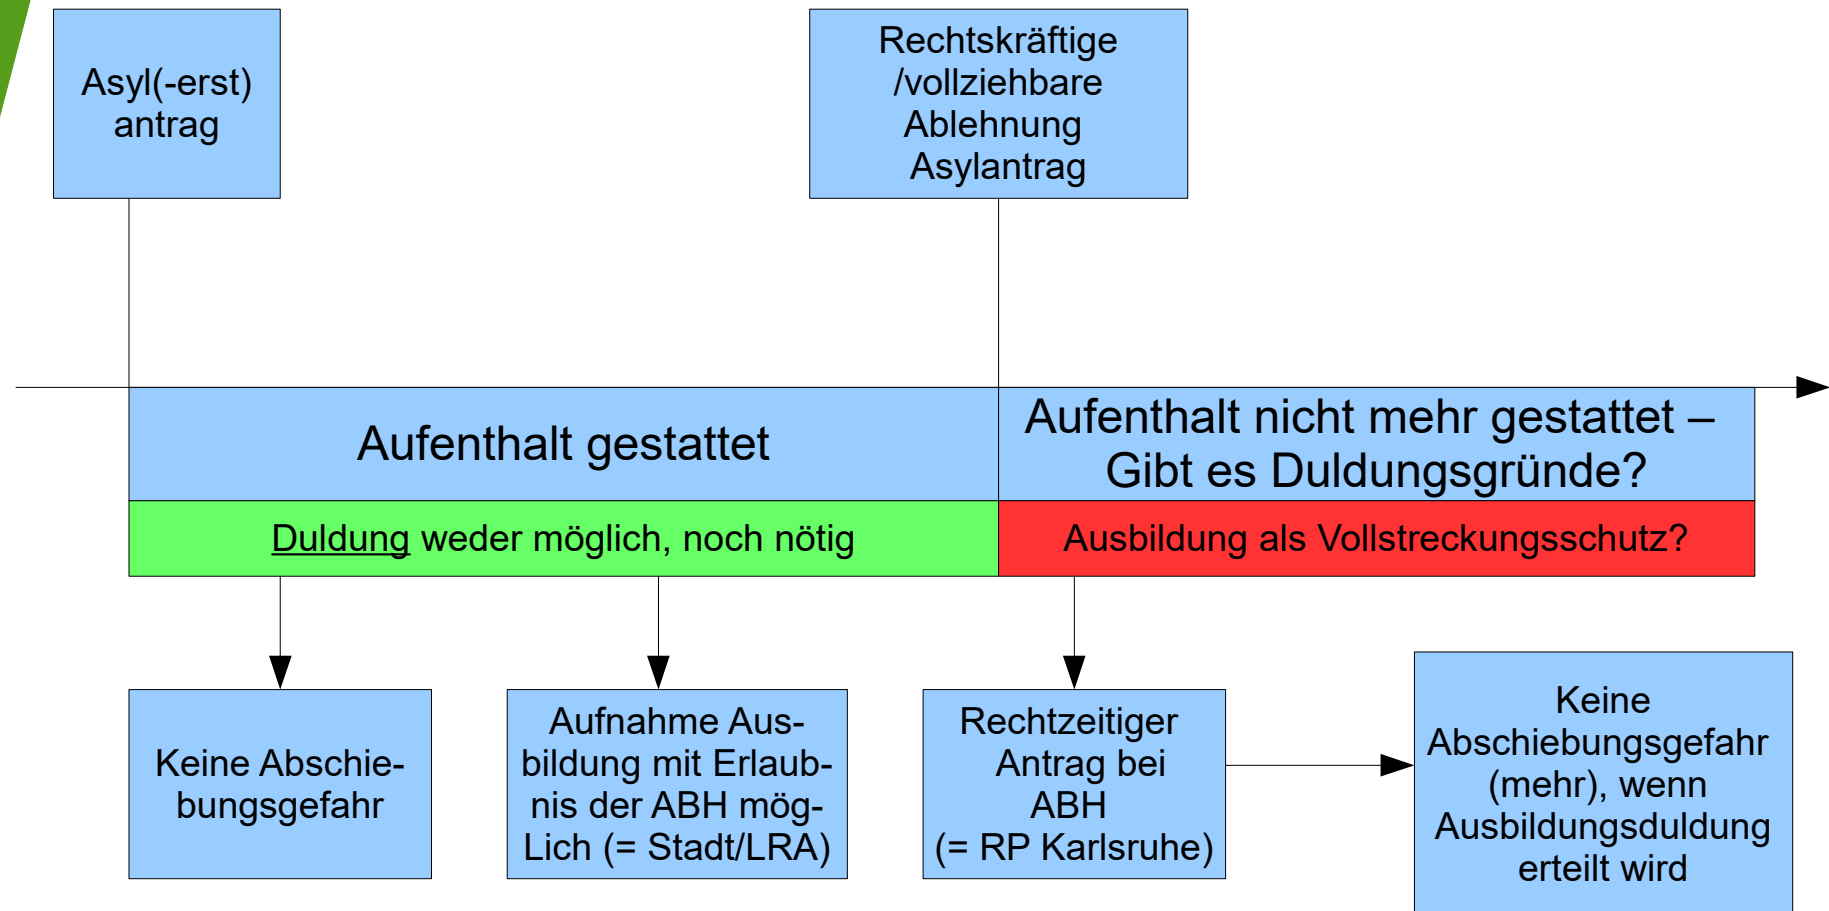 Asyl(-erst)
antrag
Rechtskräftige
/vollziehbare
Ablehnung
Asylantrag
Aufenthalt gestattet
Aufenthalt nicht mehr gestattet –
Gibt es Duldungsgründe?
Duldung weder möglich, noch nötig
Ausbildung als Vollstreckungsschutz?
Keine Abschie-
bungsgefahr
Aufnahme Aus-
bildung mit Erlaub-
nis der ABH mög-
Lich (= Stadt/LRA)
Rechtzeitiger
Antrag bei
ABH
(= RP Karlsruhe)
Keine
Abschiebungsgefahr
(mehr), wenn
Ausbildungsduldung
erteilt wird